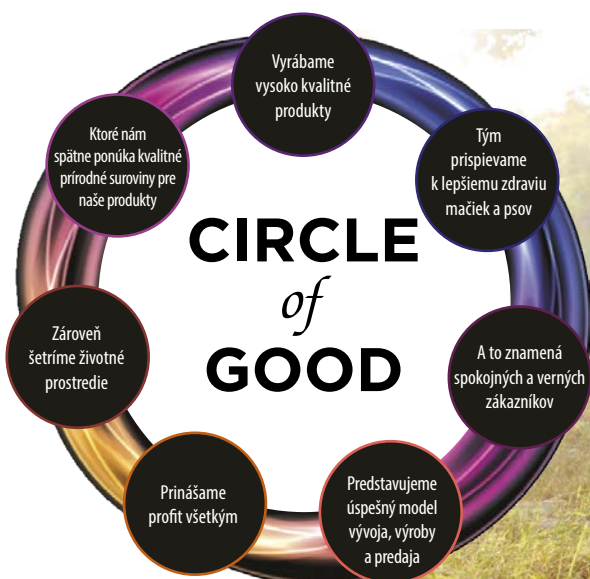 Vyrábame
vysoko kvalitné
produkty
Tým
prispievame
k lepšiemu zdraviu
mačiek a psov
A to znamená
spokojných a verných
zákazníkov
Predstavujeme
úspešný model
vývoja, výroby
a predaja
Prinášame
profit všetkým
Zároveň
šetríme životné
prostredie
Ktoré nám
spätne ponúka kvalitné
prírodné suroviny pre
naše produkty
CIRCLE
of
GOOD